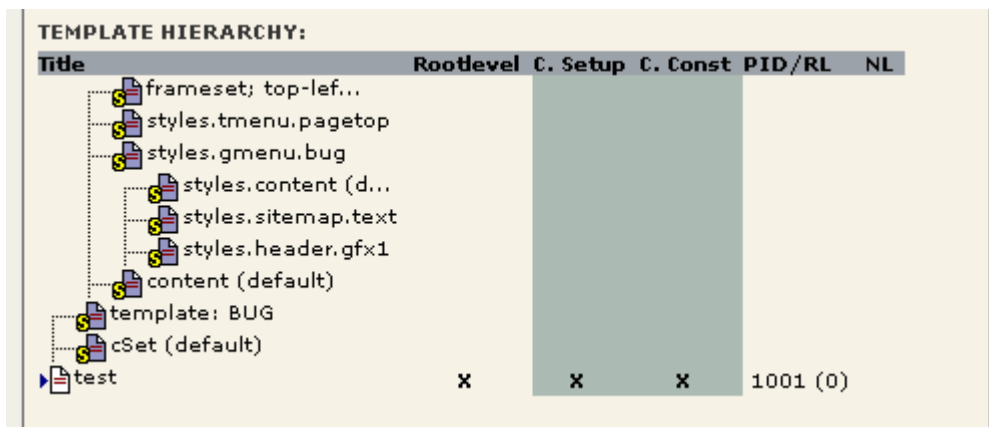 TEMPLATE HIERARCHY:
Title Rootlevel C. Setup C. Const PID/RL NL
frameset; top-lef...
styles.tmenu.pagetop
styles.gmenu.bug
styles.content (d...
styles.sitemap.text
styles.header.gfx1
content (default)
template: BUG
cSet (default)
test X X X 1001 (0)